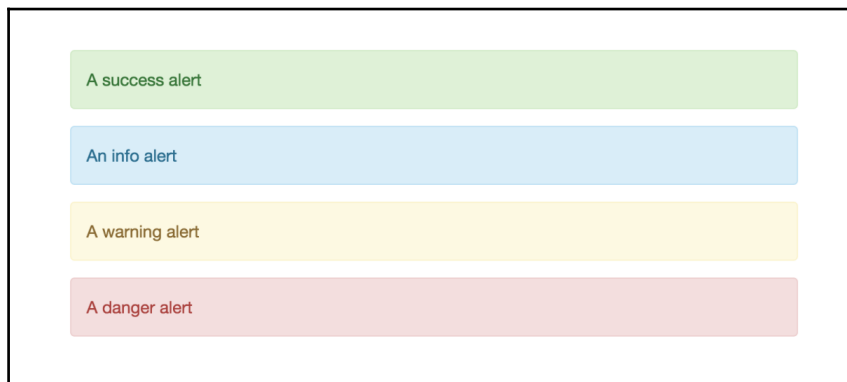 A success alert
An info alert
A warning alert
A danger alert